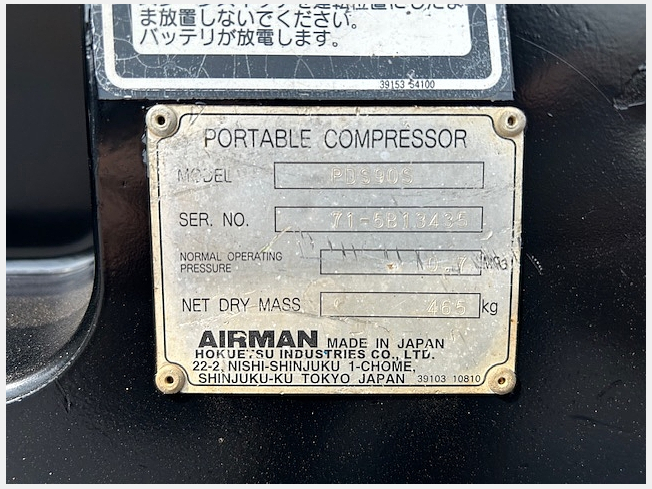 ま放置しないでください。
バッテリが放電します。
39153 54100
PORTABLE COMPRESSOR
MODEL PDS90S
SER. NO. 71-5B13435
NORMAL OPERATING PRESSURE 0.7 MPa
NET DRY MASS 465 kg
AIRMAN MADE IN JAPAN
HOKUETSU INDUSTRIES CO., LTD.
22-2, NISHI-SHINJUKU 1-CHOME,
SHINJUKU-KU TOKYO JAPAN 39103 10810